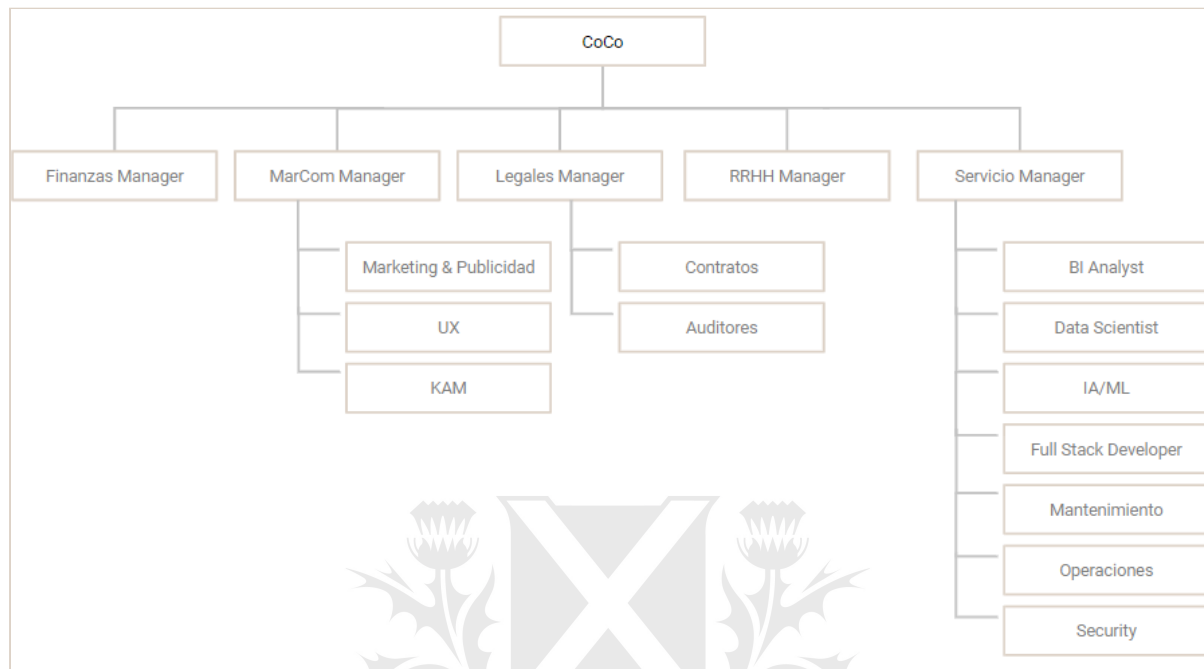 CoCo
Finanzas Manager
MarCom Manager
Legales Manager
RRHH Manager
Servicio Manager
Marketing & Publicidad
UX
KAM
Contratos
Auditores
BI Analyst
Data Scientist
IA/ML
Full Stack Developer
Mantenimiento
Operaciones
Security